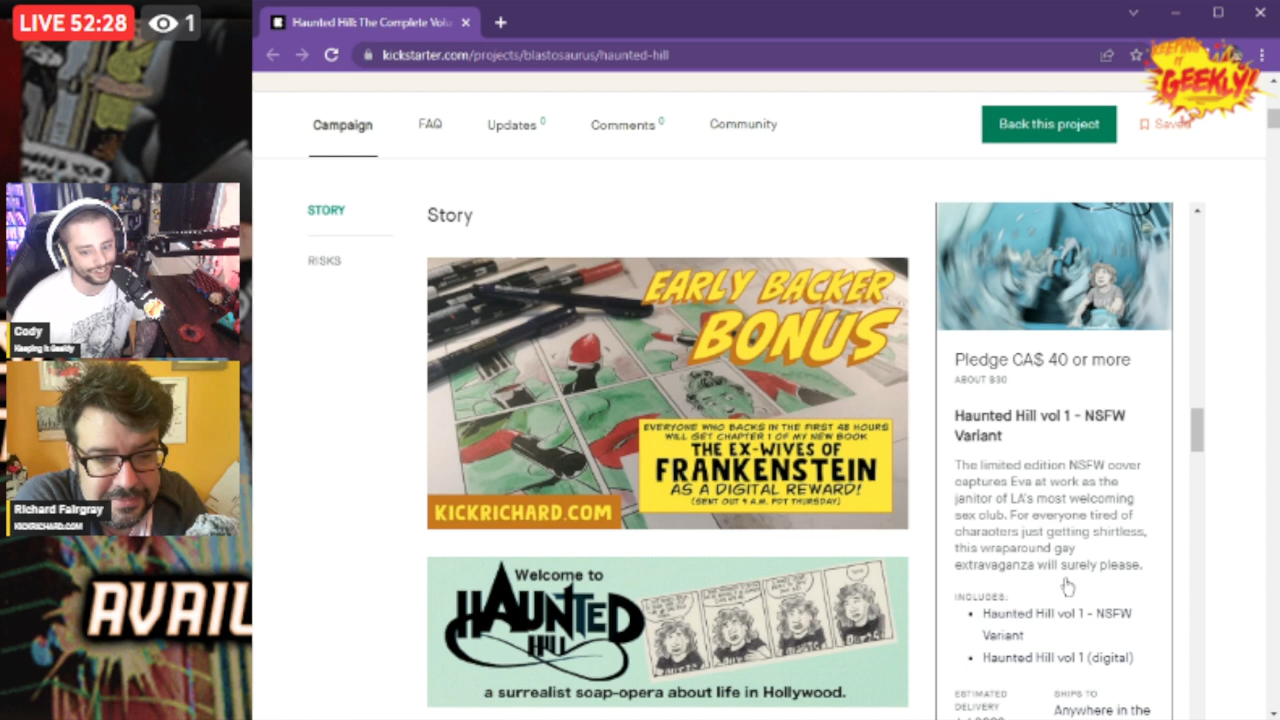 LIVE 52:28
1
Haunted Hill: The Complete Volu
kickstarter.com/projects/blastosaurus/haunted-hill
KEEPING IT
GEEKLY!
Campaign
FAQ
Updates 0
Comments 0
Community
Back this project
Saved
STORY
RISKS
Story
EARLY BACKER
BONUS
EVERYONE WHO BACKS IN THE FIRST 48 HOURS
WILL GET CHAPTER 1 OF MY NEW BOOK
THE EX-WIVES OF
FRANKENSTEIN
AS A DIGITAL REWARD!
(SENT OUT 9 A.M. PDT THURSDAY)
KICKRICHARD.COM
Welcome to
HAUNTED
HILL
a surrealist soap-opera about life in Hollywood.
Pledge CA$ 40 or more
ABOUT $30
Haunted Hill vol 1 - NSFW
Variant
The limited edition NSFW cover
captures Eva at work as the
janitor of LA's most welcoming
sex club. For everyone tired of
characters just getting shirtless,
this wraparound gay
extravaganza will surely please.
INCLUDES:
Haunted Hill vol 1 - NSFW
Variant
Haunted Hill vol 1 (digital)
ESTIMATED
DELIVERY
SHIPS TO
Anywhere in the
Cody
Keeping It Geekly
Richard Fairgray
KICKRICHARD.COM
AVAIL